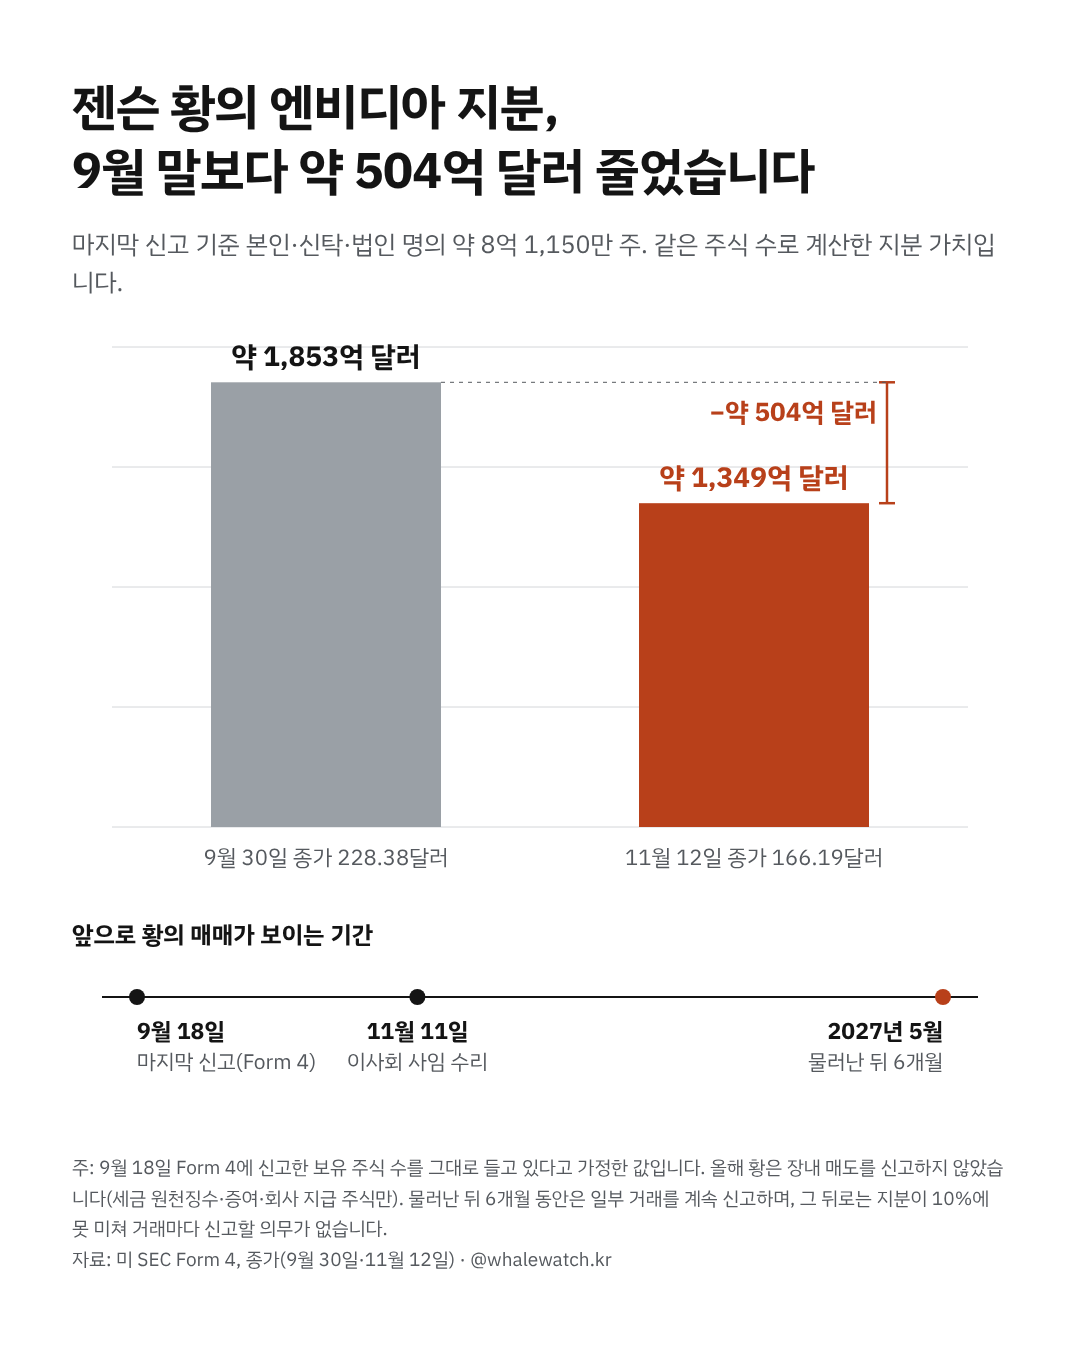 젠슨 황의 엔비디아 지분,
9월 말보다 약 504억 달러 줄었습니다
마지막 신고 기준 본인·신탁·법인 명의 약 8억 1,150만 주. 같은 주식 수로 계산한 지분 가치입
니다.
약 1,853억 달러
−약 504억 달러
약 1,349억 달러
9월 30일 종가 228.38달러
11월 12일 종가 166.19달러
앞으로 황의 매매가 보이는 기간
9월 18일
마지막 신고(Form 4)
11월 11일
이사회 사임 수리
2027년 5월
물러난 뒤 6개월
주: 9월 18일 Form 4에 신고한 보유 주식 수를 그대로 들고 있다고 가정한 값입니다. 올해 황은 장내 매도를 신고하지 않았습
니다(세금 원천징수·증여·회사 지급 주식만). 물러난 뒤 6개월 동안은 일부 거래를 계속 신고하며, 그 뒤로는 지분이 10%에
못 미쳐 거래마다 신고할 의무가 없습니다.
자료: 미 SEC Form 4, 종가(9월 30일·11월 12일) · @whalewatch.kr